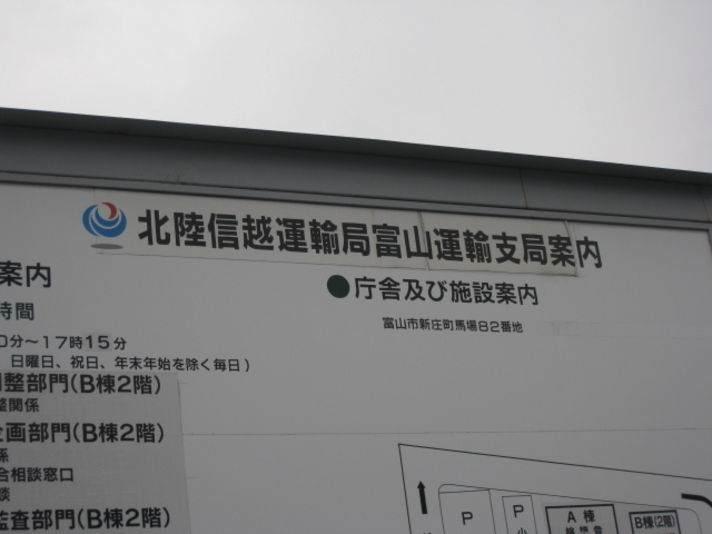 北陸信越運輸局富山運輸支局案内
●庁舎及び施設案内
富山市新庄町馬場82番地
案内
時間
0分～17時15分
日曜日、祝日、年末年始を除く毎日）
整部門(B棟2階)
整関係
企画部門(B棟2階)
係
合相談窓口
談
監査部門(B棟2階)
P
P
小
A棟
B棟(2階)